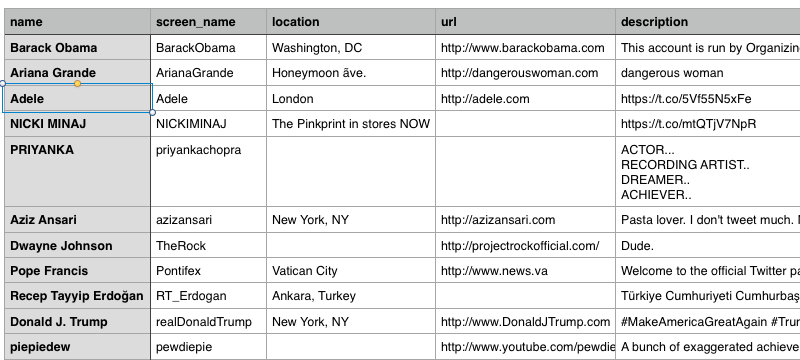 name screen_name location url description
Barack Obama BarackObama Washington, DC http://www.barackobama.com This account is run by Organizin
Ariana Grande ArianaGrande Honeymoon āve. http://dangerouswoman.com dangerous woman
Adele Adele London http://adele.com https://t.co/5Vf55N5xFe
NICKI MINAJ NICKIMINAJ The Pinkprint in stores NOW https://t.co/mtQTjV7NpR
PRIYANKA priyankachopra ACTOR...
RECORDING ARTIST..
DREAMER..
ACHIEVER..
Aziz Ansari azizansari New York, NY http://azizansari.com Pasta lover. I don't tweet much.
Dwayne Johnson TheRock http://projectrockofficial.com/ Dude.
Pope Francis Pontifex Vatican City http://www.news.va Welcome to the official Twitter pa
Recep Tayyip Erdoğan RT_Erdogan Ankara, Turkey Türkiye Cumhuriyeti Cumhurbaş
Donald J. Trump realDonaldTrump New York, NY http://www.DonaldJTrump.com #MakeAmericaGreatAgain #Trum
piepiedew pewdiepie http://www.youtube.com/pewdie A bunch of exaggerated achieve